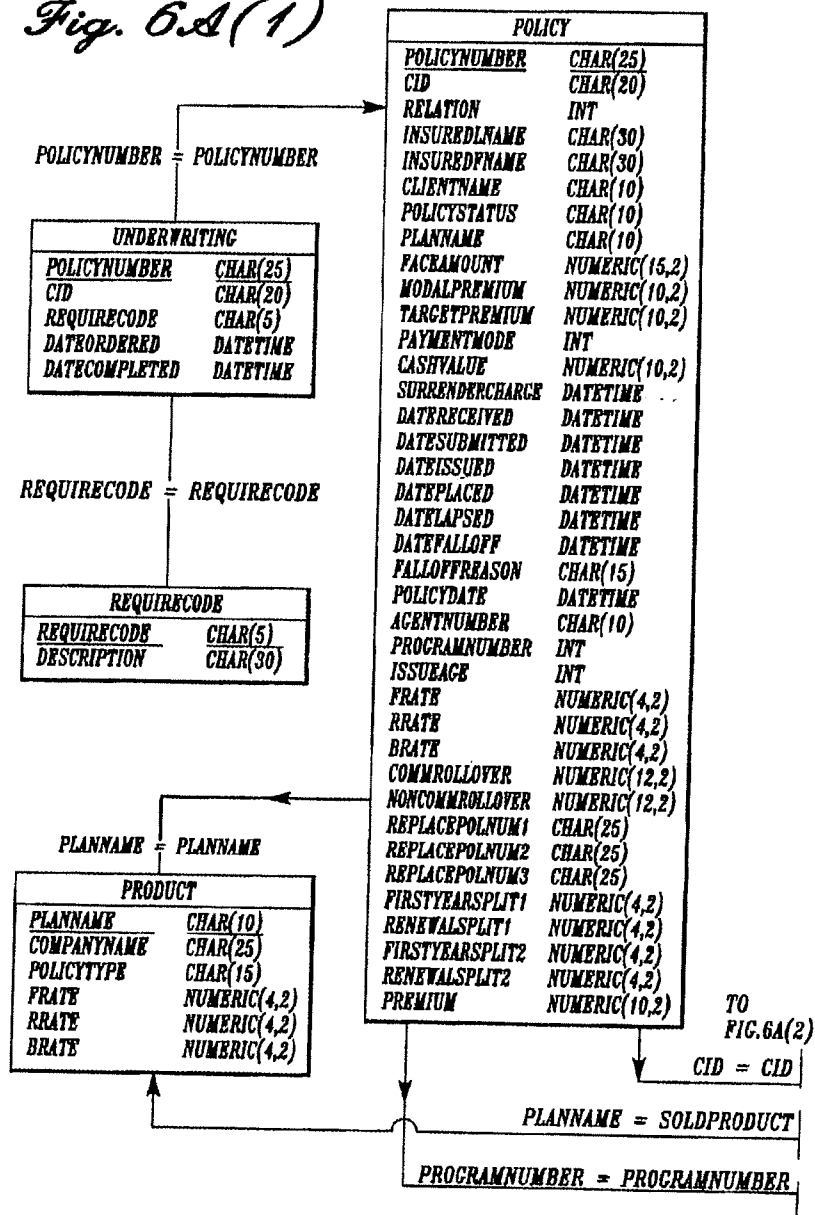 Fig. 6A(1)
POLICY
POLICYNUMBER CHAR(25)
CID CHAR(20)
RELATION INT
INSUREDLNAME CHAR(30)
INSUREDFNAME CHAR(30)
CLIENTNAME CHAR(10)
POLICYSTATUS CHAR(10)
PLANNAME CHAR(10)
FACEAMOUNT NUMERIC(15,2)
MODALPREMIUM NUMERIC(10,2)
TARGETPREMIUM NUMERIC(10,2)
PAYMENTMODE INT
CASHVALUE NUMERIC(10,2)
SURRENDERCHARGE DATETIME
DATERECEIVED DATETIME
DATESUBMITTED DATETIME
DATEISSUED DATETIME
DATEPLACED DATETIME
DATELAPSED DATETIME
DATEFALLOFF DATETIME
FALLOFFREASON CHAR(15)
POLICYDATE DATETIME
AGENTNUMBER CHAR(10)
PROGRAMNUMBER INT
ISSUEAGE INT
FRATE NUMERIC(4,2)
RRATE NUMERIC(4,2)
BRATE NUMERIC(4,2)
COMMROLLOVER NUMERIC(12,2)
NONCOMMROLLOVER NUMERIC(12,2)
REPLACEPOLNUM1 CHAR(25)
REPLACEPOLNUM2 CHAR(25)
REPLACEPOLNUM3 CHAR(25)
FIRSTYEARSPLIT1 NUMERIC(4,2)
RENEWALSPLIT1 NUMERIC(4,2)
FIRSTYEARSPLIT2 NUMERIC(4,2)
RENEWALSPLIT2 NUMERIC(4,2)
PREMIUM NUMERIC(10,2)
POLICYNUMBER = POLICYNUMBER
UNDERWRITING
POLICYNUMBER CHAR(25)
CID CHAR(20)
REQUIRECODE CHAR(5)
DATEORDERED DATETIME
DATECOMPLETED DATETIME
REQUIRECODE = REQUIRECODE
REQUIRECODE
REQUIRECODE CHAR(5)
DESCRIPTION CHAR(30)
PLANNAME = PLANNAME
PRODUCT
PLANNAME CHAR(10)
COMPANYNAME CHAR(25)
POLICYTYPE CHAR(15)
FRATE NUMERIC(4,2)
RRATE NUMERIC(4,2)
BRATE NUMERIC(4,2)
TO
FIG.6A(2)
CID = CID
PLANNAME = SOLDPRODUCT
PROGRAMNUMBER = PROGRAMNUMBER